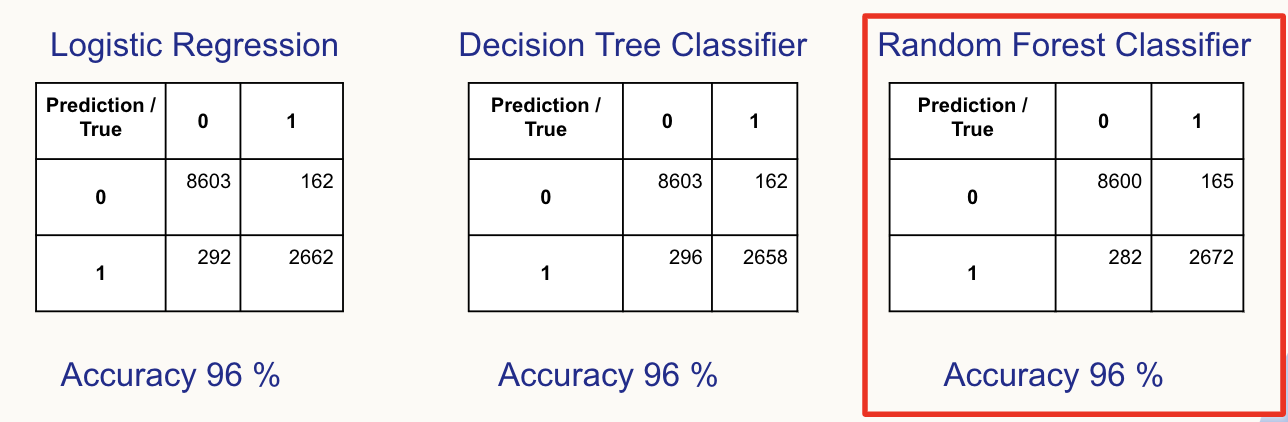 Logistic Regression
Prediction /
True
0
1
0
8603
162
1
292
2662
Accuracy 96 %
Decision Tree Classifier
Prediction /
True
0
1
0
8603
162
1
296
2658
Accuracy 96 %
Random Forest Classifier
Prediction /
True
0
1
0
8600
165
1
282
2672
Accuracy 96 %